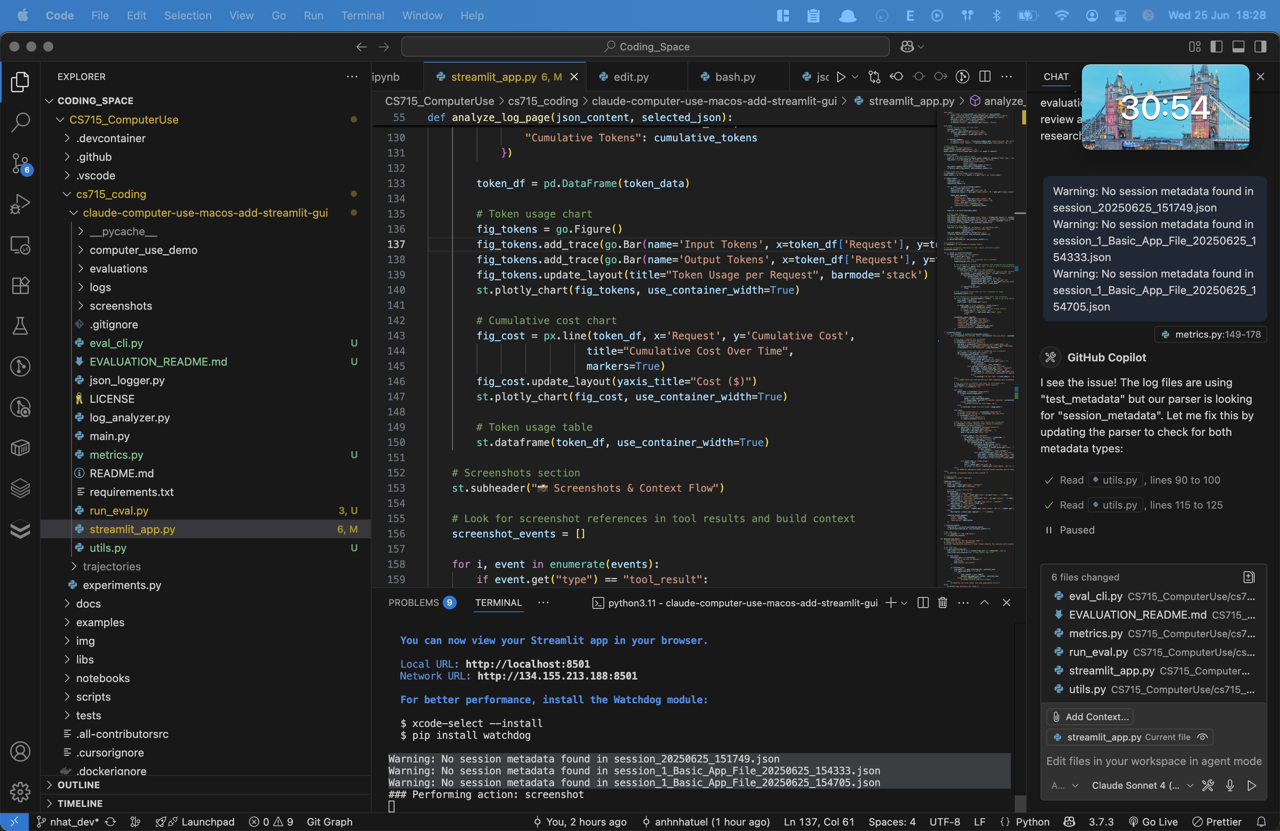 Code File Edit Selection View Go Run Terminal Window Help
E
Wed 25 Jun 18:28
Coding_Space
EXPLORER
CODING_SPACE
CS715_ComputerUse
.devcontainer
.github
.vscode
cs715_coding
claude-computer-use-macos-add-streamlit-gui
__pycache__
computer_use_demo
evaluations
logs
screenshots
.gitignore
eval_cli.py U
EVALUATION_README.md U
json_logger.py
LICENSE
log_analyzer.py
main.py
metrics.py U
README.md
requirements.txt
run_eval.py 3, U
streamlit_app.py 6, M
utils.py U
trajectories
experiments.py
docs
examples
img
libs
notebooks
scripts
tests
.all-contributorsrc
.cursorignore
.dockerignore
OUTLINE
TIMELINE
6
ipynb
streamlit_app.py 6, M
edit.py
bash.py
CS715_ComputerUse > cs715_coding > claude-computer-use-macos-add-streamlit-gui > streamlit_app.py > analyze_
55 def analyze_log_page(json_content, selected_json):
130 "Cumulative Tokens": cumulative_tokens
131 })
132
133 token_df = pd.DataFrame(token_data)
134
135 # Token usage chart
136 fig_tokens = go.Figure()
137 fig_tokens.add_trace(go.Bar(name='Input Tokens', x=token_df['Request'], y=to
138 fig_tokens.add_trace(go.Bar(name='Output Tokens', x=token_df['Request'], y=t
139 fig_tokens.update_layout(title="Token Usage per Request", barmode='stack')
140 st.plotly_chart(fig_tokens, use_container_width=True)
141
142 # Cumulative cost chart
143 fig_cost = px.line(token_df, x='Request', y='Cumulative Cost',
144 title="Cumulative Cost Over Time",
145 markers=True)
146 fig_cost.update_layout(yaxis_title="Cost ($)")
147 st.plotly_chart(fig_cost, use_container_width=True)
148
149 # Token usage table
150 st.dataframe(token_df, use_container_width=True)
151
152 # Screenshots section
153 st.subheader("📸 Screenshots & Context Flow")
154
155 # Look for screenshot references in tool results and build context
156 screenshot_events = []
157
158 for i, event in enumerate(events):
159 if event.get("type") == "tool_result":
PROBLEMS 9 TERMINAL
python3.11 - claude-computer-use-macos-add-streamlit-gui
You can now view your Streamlit app in your browser.
Local URL: http://localhost:8501
Network URL: http://134.155.213.188:8501
For better performance, install the Watchdog module:
$ xcode-select --install
$ pip install watchdog
Warning: No session metadata found in session_20250625_151749.json
Warning: No session metadata found in session_1_Basic_App_File_20250625_154333.json
Warning: No session metadata found in session_1_Basic_App_File_20250625_154705.json
### Performing action: screenshot
CHAT
30:54
evaluatio
review a
research
Warning: No session metadata found in
session_20250625_151749.json
Warning: No session metadata found in
session_1_Basic_App_File_20250625_1
54333.json
Warning: No session metadata found in
session_1_Basic_App_File_20250625_1
54705.json
metrics.py:149-178
GitHub Copilot
I see the issue! The log files are using
"test_metadata" but our parser is looking
for "session_metadata". Let me fix this by
updating the parser to check for both
metadata types:
Read utils.py , lines 90 to 100
Read utils.py , lines 115 to 125
Paused
6 files changed
eval_cli.py CS715_ComputerUse/cs7...
EVALUATION_README.md CS715_...
metrics.py CS715_ComputerUse/cs71...
run_eval.py CS715_ComputerUse/cs...
streamlit_app.py CS715_Computer...
utils.py CS715_ComputerUse/cs715_...
Add Context...
streamlit_app.py Current file
Edit files in your workspace in agent mode
A... Claude Sonnet 4 (...
nhat_dev* Launchpad 0 9 Git Graph
You, 2 hours ago anhnhatuel (1 hour ago) Ln 137, Col 61 Spaces: 4 UTF-8 LF Python 3.7.3 Go Live Prettier